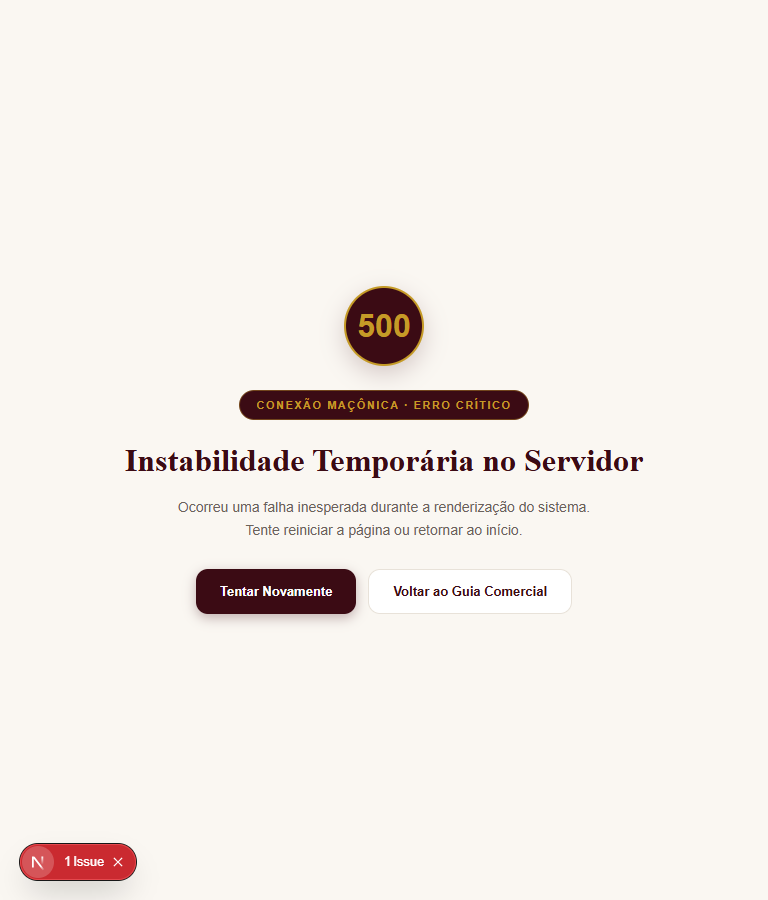 500
CONEXÃO MAÇÔNICA · ERRO CRÍTICO
Instabilidade Temporária no Servidor
Ocorreu uma falha inesperada durante a renderização do sistema.
Tente reiniciar a página ou retornar ao início.
Tentar Novamente
Voltar ao Guia Comercial
N
1 Issue